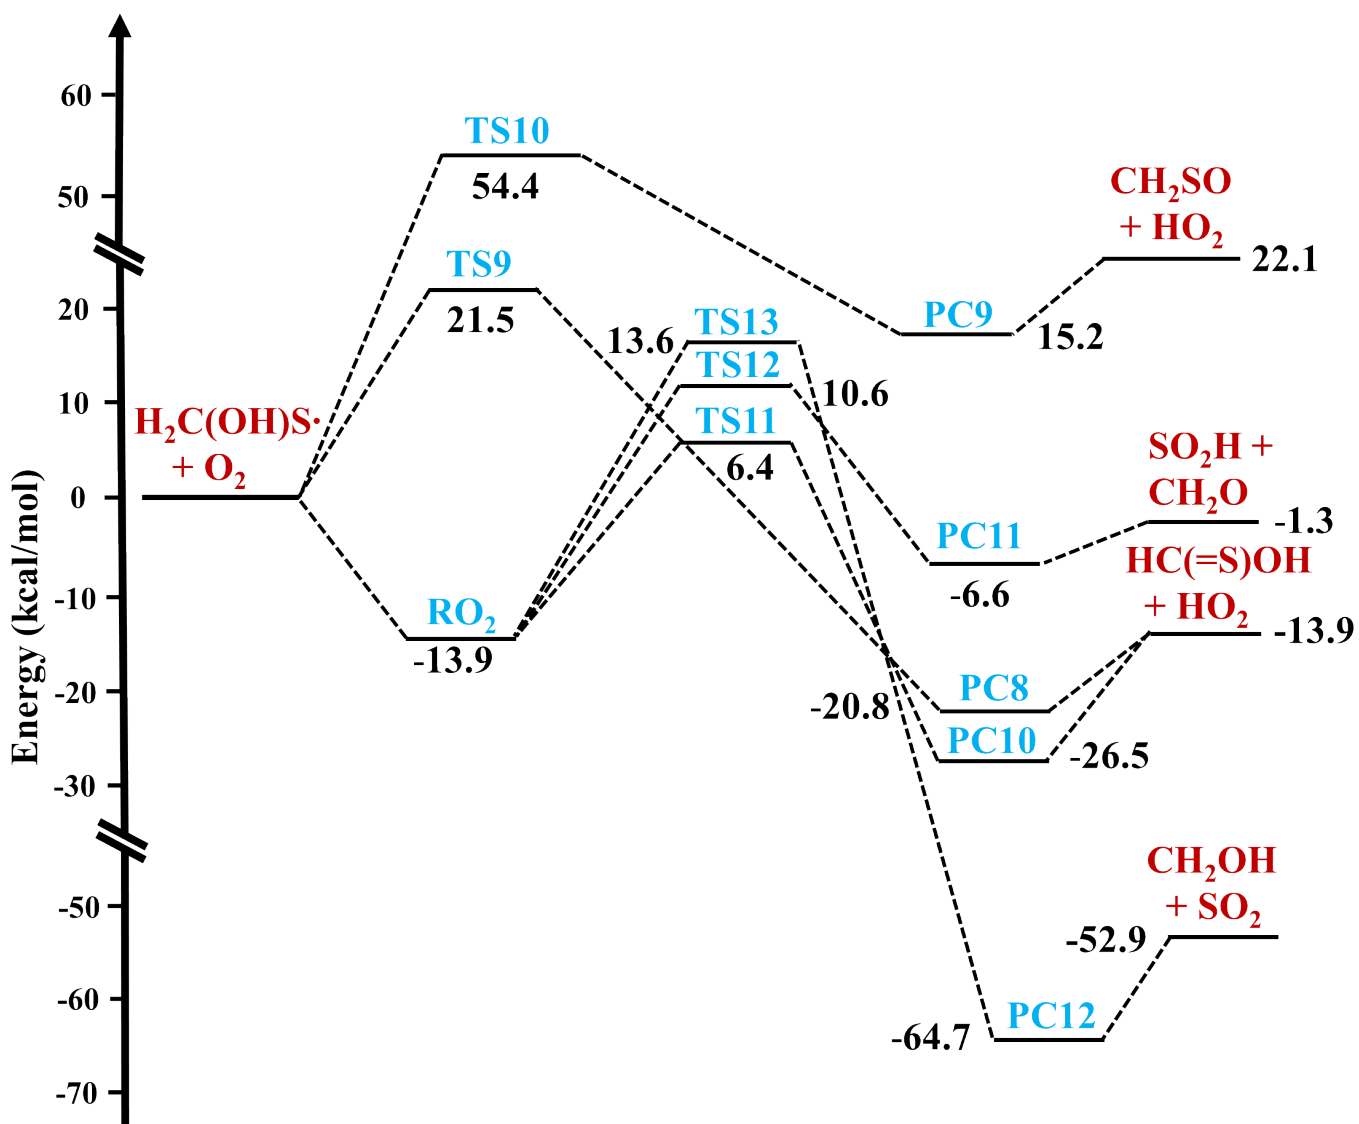 60
TS10
54.4
50
CH₂SO
+ HO₂
22.1
TS9
21.5
20
PC9
15.2
13.6
TS13
TS12
10.6
10
H₂C(OH)S·
+ O₂
TS11
6.4
SO₂H +
CH₂O
-1.3
0
Energy (kcal/mol)
PC11
-6.6
HC(=S)OH
+ HO₂
-13.9
-10
RO₂
-13.9
-20
-20.8
PC8
PC10
-26.5
-30
CH₂OH
+ SO₂
-52.9
-50
-60
PC12
-64.7
-70